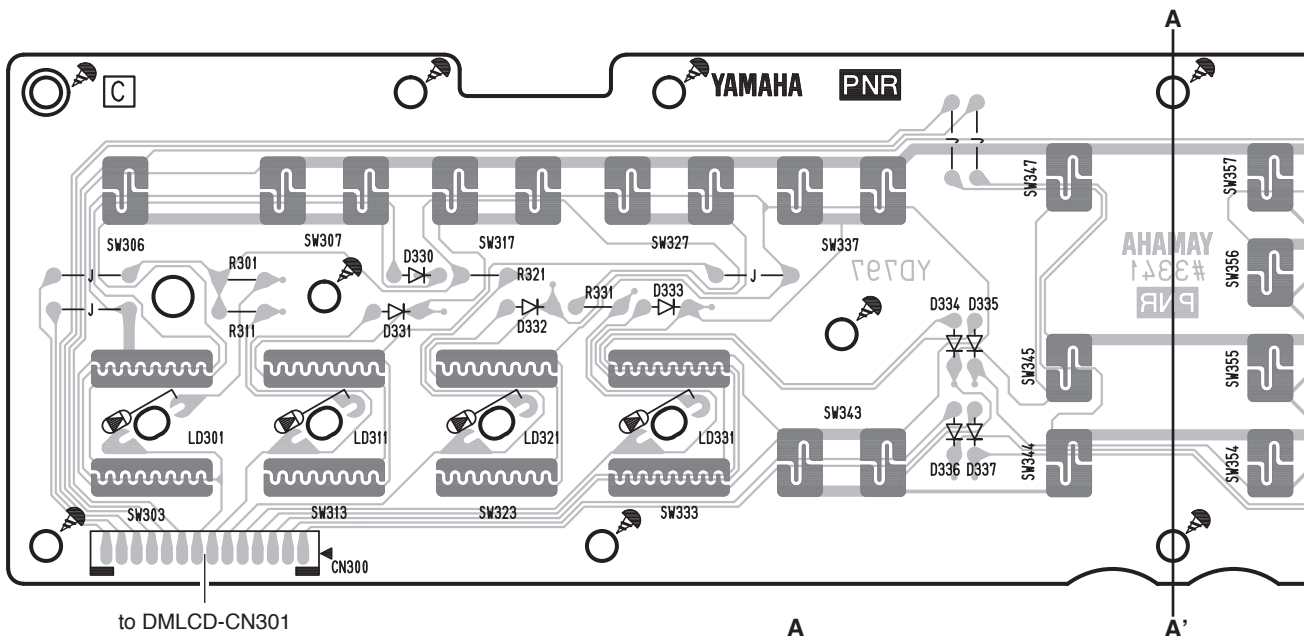 A
C
YAMAHA PNR
J J
SW347
SW357
SW306
SW307
SW317
SW327
SW337
YAMAHA
#3341
PNR
SW356
J
R301
D330
R321
J
YD797
J
R311
D331
D332
R331
D333
D334 D335
SW345
SW355
LD301
LD311
LD321
LD331
SW343
D336 D337
SW344
SW354
SW303
SW313
SW323
SW333
CN300
to DMLCD-CN301
A
A'